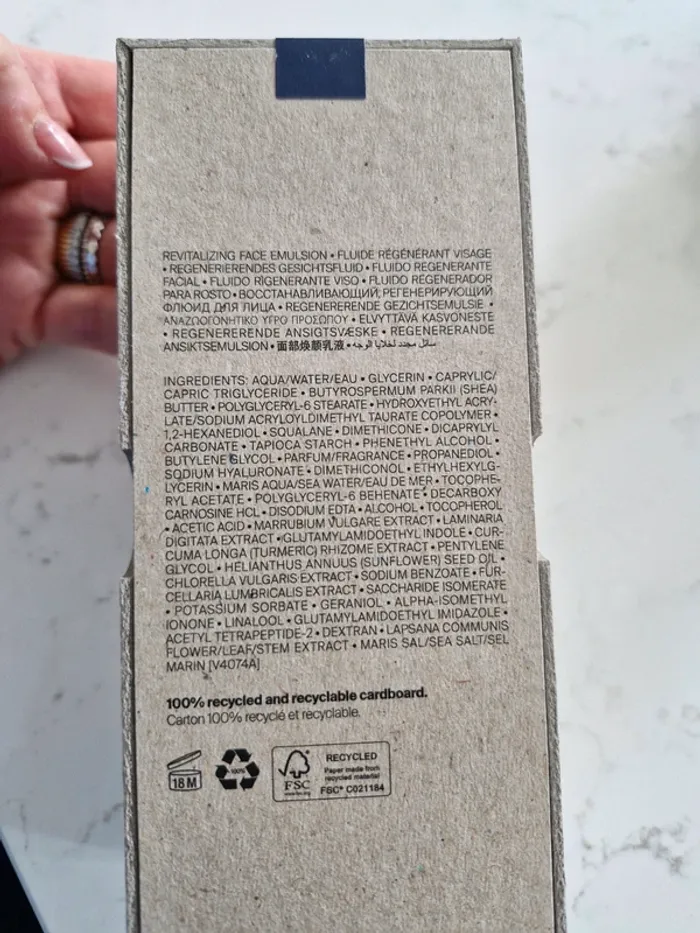 REVITALIZING FACE EMULSION • FLUIDE RÉGÉNÉRANT VISAGE
• REGENERIERENDES GESICHTSFLUID • FLUIDO REGENERANTE
FACIAL • FLUIDO RIGENERANTE VISO • FLUIDO REGENERADOR
PARA ROSTO • ВОССТАНАВЛИВАЮЩИЙ, РЕГЕНЕРИРУЮЩИЙ
ФЛЮИД ДЛЯ ЛИЦА • REGENERERENDE GEZICHTSEMULSIE •
ΑΝΑΖΩΟΓΟΝΗΤΙΚΟ ΥΓΡΟ ΠΡΟΣΩΠΟΥ • ELVYTTÄVÄ KASVONESTE
• REGENERERENDE ANSIGTSVÆSKE • REGENERERANDE
ANSIKTSEMULSION • 面部焕颜乳液 • سائل مجدد لخلايا الوجه •
INGREDIENTS: AQUA/WATER/EAU • GLYCERIN • CAPRYLIC/
CAPRIC TRIGLYCERIDE • BUTYROSPERMUM PARKII (SHEA)
BUTTER • POLYGLYCERYL-6 STEARATE • HYDROXYETHYL ACRY-
LATE/SODIUM ACRYLOYLDIMETHYL TAURATE COPOLYMER •
1,2-HEXANEDIOL • SQUALANE • DIMETHICONE • DICAPRYLYL
CARBONATE • TAPIOCA STARCH • PHENETHYL ALCOHOL •
BUTYLENE GLYCOL • PARFUM/FRAGRANCE • PROPANEDIOL •
SODIUM HYALURONATE • DIMETHICONOL • ETHYLHEXYLG-
LYCERIN • MARIS AQUA/SEA WATER/EAU DE MER • TOCOPHE-
RYL ACETATE • POLYGLYCERYL-6 BEHENATE • DECARBOXY
CARNOSINE HCL • DISODIUM EDTA • ALCOHOL • TOCOPHEROL
• ACETIC ACID • MARRUBIUM VULGARE EXTRACT • LAMINARIA
DIGITATA EXTRACT • GLUTAMYLAMIDOETHYL INDOLE • CUR-
CUMA LONGA (TURMERIC) RHIZOME EXTRACT • PENTYLENE
GLYCOL • HELIANTHUS ANNUUS (SUNFLOWER) SEED OIL •
CHLORELLA VULGARIS EXTRACT • SODIUM BENZOATE • FUR-
CELLARIA LUMBRICALIS EXTRACT • SACCHARIDE ISOMERATE
• POTASSIUM SORBATE • GERANIOL • ALPHA-ISOMETHYL
IONONE • LINALOOL • GLUTAMYLAMIDOETHYL IMIDAZOLE •
ACETYL TETRAPEPTIDE-2 • DEXTRAN • LAPSANA COMMUNIS
FLOWER/LEAF/STEM EXTRACT • MARIS SAL/SEA SALT/SEL
MARIN [V4074A]
100% recycled and recyclable cardboard.
Carton 100% recyclé et recyclable.
18 M
100%
FSC
www.fsc.org
RECYCLED
Paper made from
recycled material
FSC® C021184